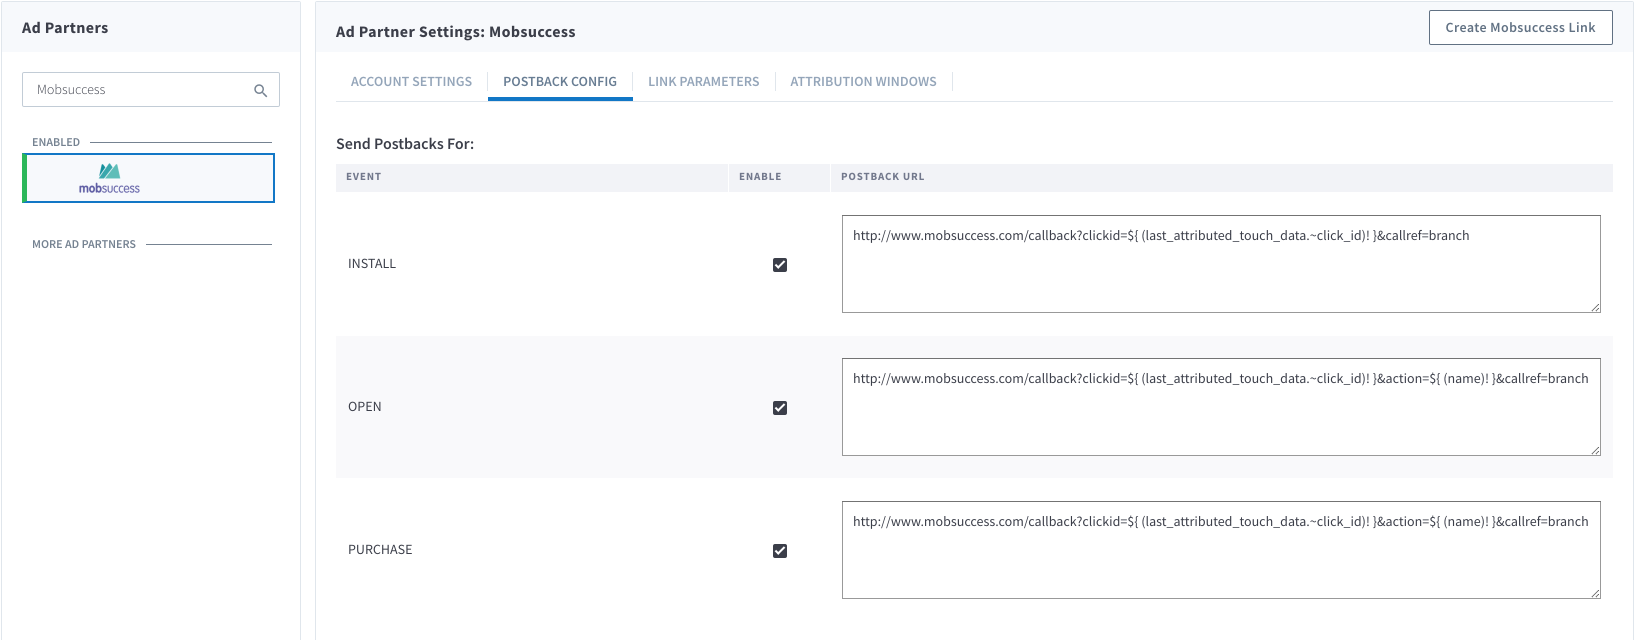 Ad Partners
Mobsuccess
ENABLED
mobsuccess
MORE AD PARTNERS
Ad Partner Settings: Mobsuccess
Create Mobsuccess Link
ACCOUNT SETTINGS
POSTBACK CONFIG
LINK PARAMETERS
ATTRIBUTION WINDOWS
Send Postbacks For:
EVENT
ENABLE
POSTBACK URL
INSTALL
http://www.mobsuccess.com/callback?clickid=${ (last_attributed_touch_data.~click_id)! }&callref=branch
OPEN
http://www.mobsuccess.com/callback?clickid=${ (last_attributed_touch_data.~click_id)! }&action=${ (name)! }&callref=branch
PURCHASE
http://www.mobsuccess.com/callback?clickid=${ (last_attributed_touch_data.~click_id)! }&action=${ (name)! }&callref=branch